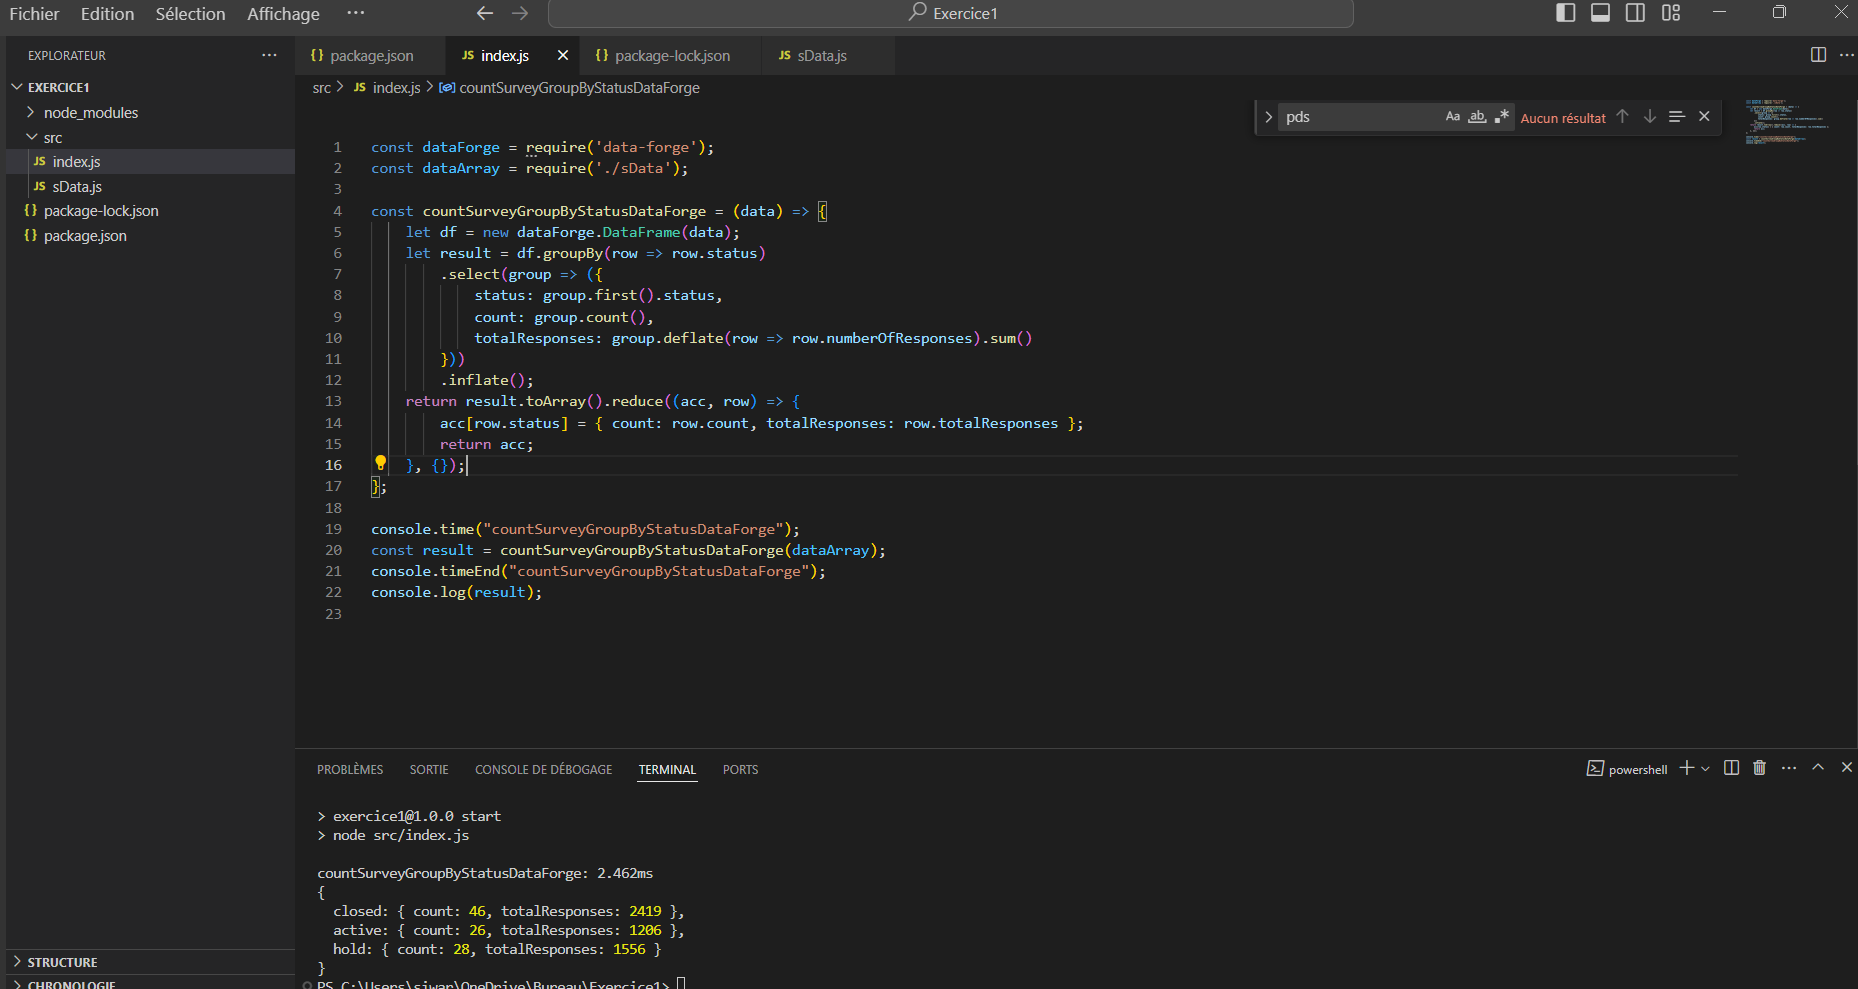 Fichier Edition Sélection Affichage ··· Exercice1
EXPLORATEUR ···
EXERCICE1
node_modules
src
JS index.js
JS sData.js
{} package-lock.json
{} package.json
STRUCTURE
CHRONOLOGIE
{} package.json JS index.js {} package-lock.json JS sData.js
src > JS index.js > countSurveyGroupByStatusDataForge
pds Aa ab .* Aucun résultat
1 const dataForge = require('data-forge');
2 const dataArray = require('./sData');
3
4 const countSurveyGroupByStatusDataForge = (data) => {
5 let df = new dataForge.DataFrame(data);
6 let result = df.groupBy(row => row.status)
7 .select(group => ({
8 status: group.first().status,
9 count: group.count(),
10 totalResponses: group.deflate(row => row.numberOfResponses).sum()
11 }))
12 .inflate();
13 return result.toArray().reduce((acc, row) => {
14 acc[row.status] = { count: row.count, totalResponses: row.totalResponses };
15 return acc;
16 }, {});
17 };
18
19 console.time("countSurveyGroupByStatusDataForge");
20 const result = countSurveyGroupByStatusDataForge(dataArray);
21 console.timeEnd("countSurveyGroupByStatusDataForge");
22 console.log(result);
23
PROBLÈMES SORTIE CONSOLE DE DÉBOGAGE TERMINAL PORTS powershell
> exercice1@1.0.0 start
> node src/index.js
countSurveyGroupByStatusDataForge: 2.462ms
{
closed: { count: 46, totalResponses: 2419 },
active: { count: 26, totalResponses: 1206 },
hold: { count: 28, totalResponses: 1556 }
}
PS C:\Users\siwar\OneDrive\Bureau\Exercice1>